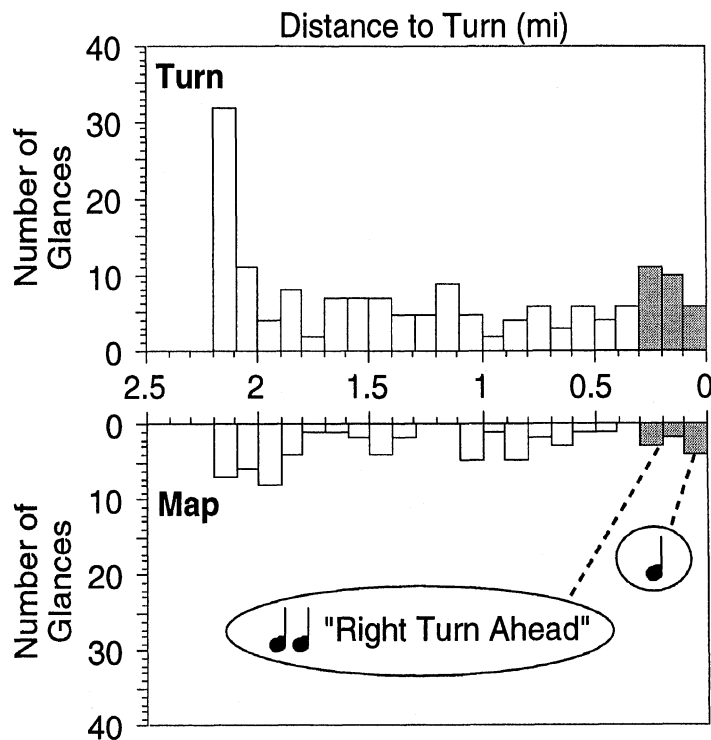 Distance to Turn (mi)
Turn
Number of
Glances
40
30
20
10
0
2.5 2 1.5 1 0.5 0
Map
Number of
Glances
0
10
20
30
40
"Right Turn Ahead"